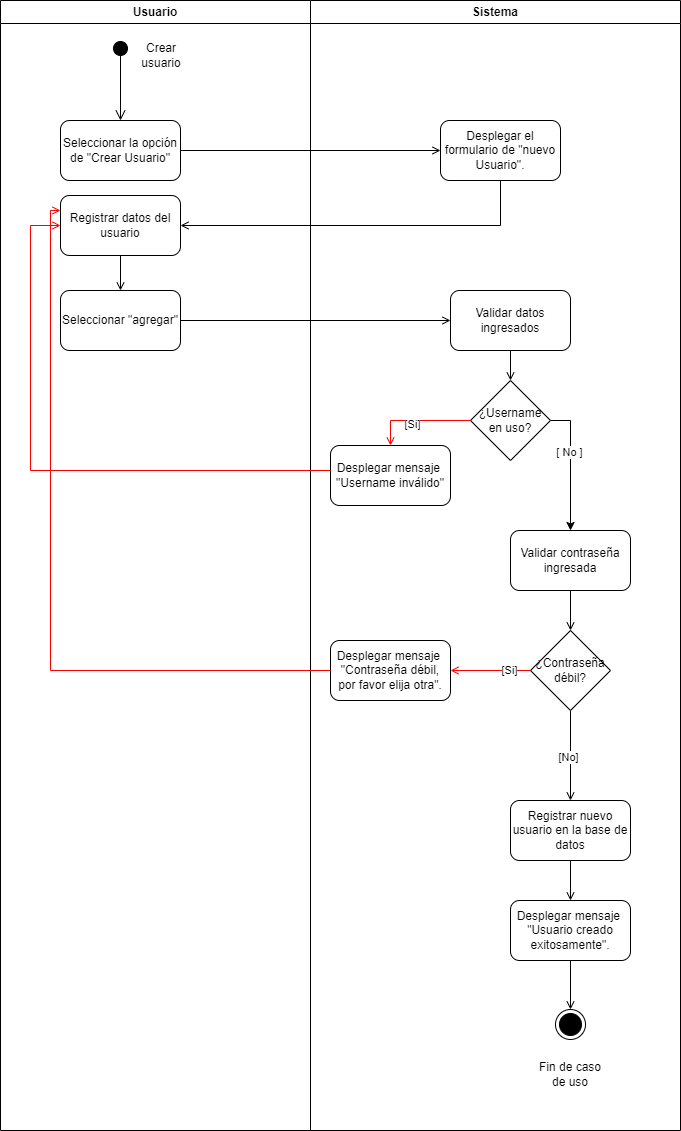 Usuario
Sistema
Crear
usuario
Seleccionar la opción
de "Crear Usuario"
Desplegar el
formulario de "nuevo
Usuario".
Registrar datos del
usuario
Seleccionar "agregar"
Validar datos
ingresados
¿Username
en uso?
[Si]
[ No ]
Desplegar mensaje
"Username inválido"
Validar contraseña
ingresada
¿Contraseña
débil?
[Si]
Desplegar mensaje
"Contraseña débil,
por favor elija otra".
[No]
Registrar nuevo
usuario en la base de
datos
Desplegar mensaje
"Usuario creado
exitosamente".
Fin de caso
de uso